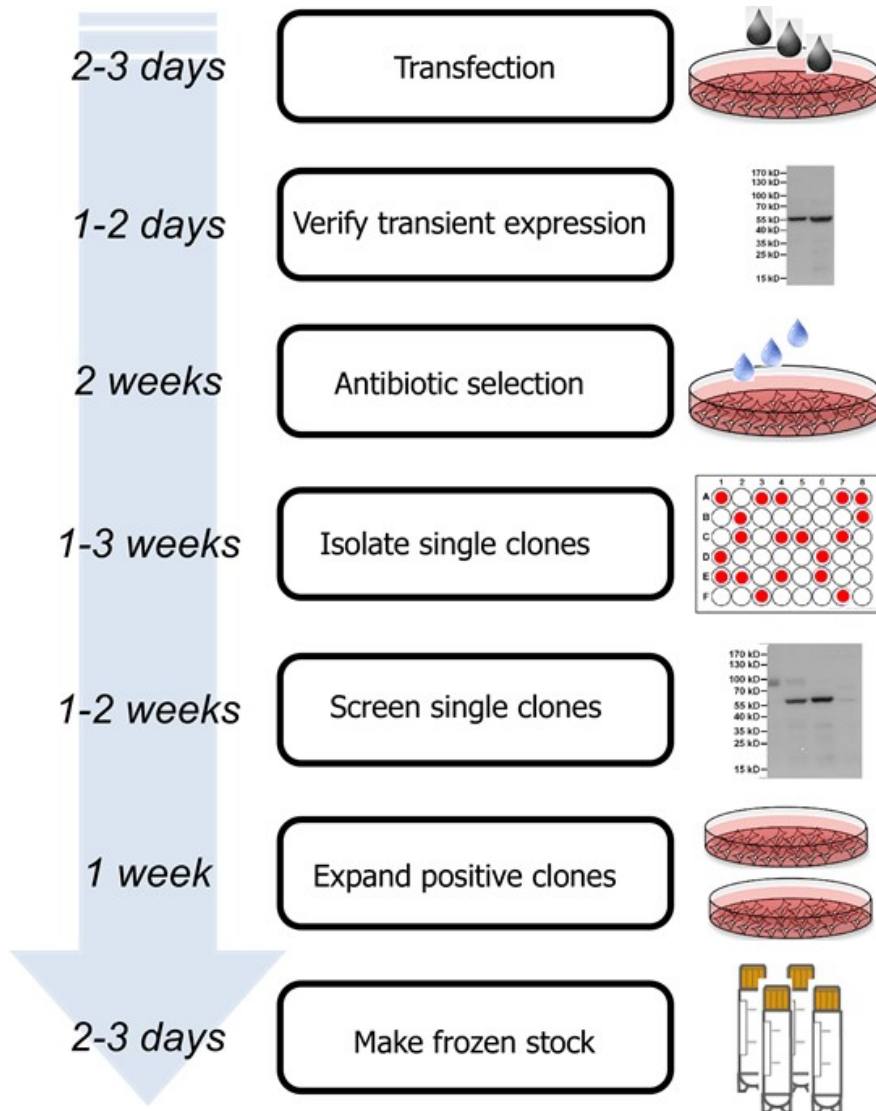 2-3 days
Transfection
1-2 days
Verify transient expression
170 kD
130 kD
100 kD
70 kD
55 kD
40 kD
35 kD
25 kD
15 kD
2 weeks
Antibiotic selection
1-3 weeks
Isolate single clones
1 2 3 4 5 6 7 8
A
B
C
D
E
F
1-2 weeks
Screen single clones
170 kD
130 kD
100 kD
70 kD
55 kD
40 kD
35 kD
25 kD
15 kD
1 week
Expand positive clones
2-3 days
Make frozen stock